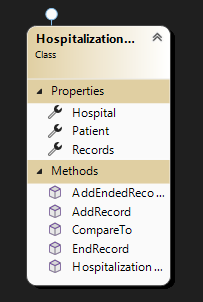 Hospitalization...
Class
Properties
Hospital
Patient
Records
Methods
AddEndedReco...
AddRecord
CompareTo
EndRecord
Hospitalization...